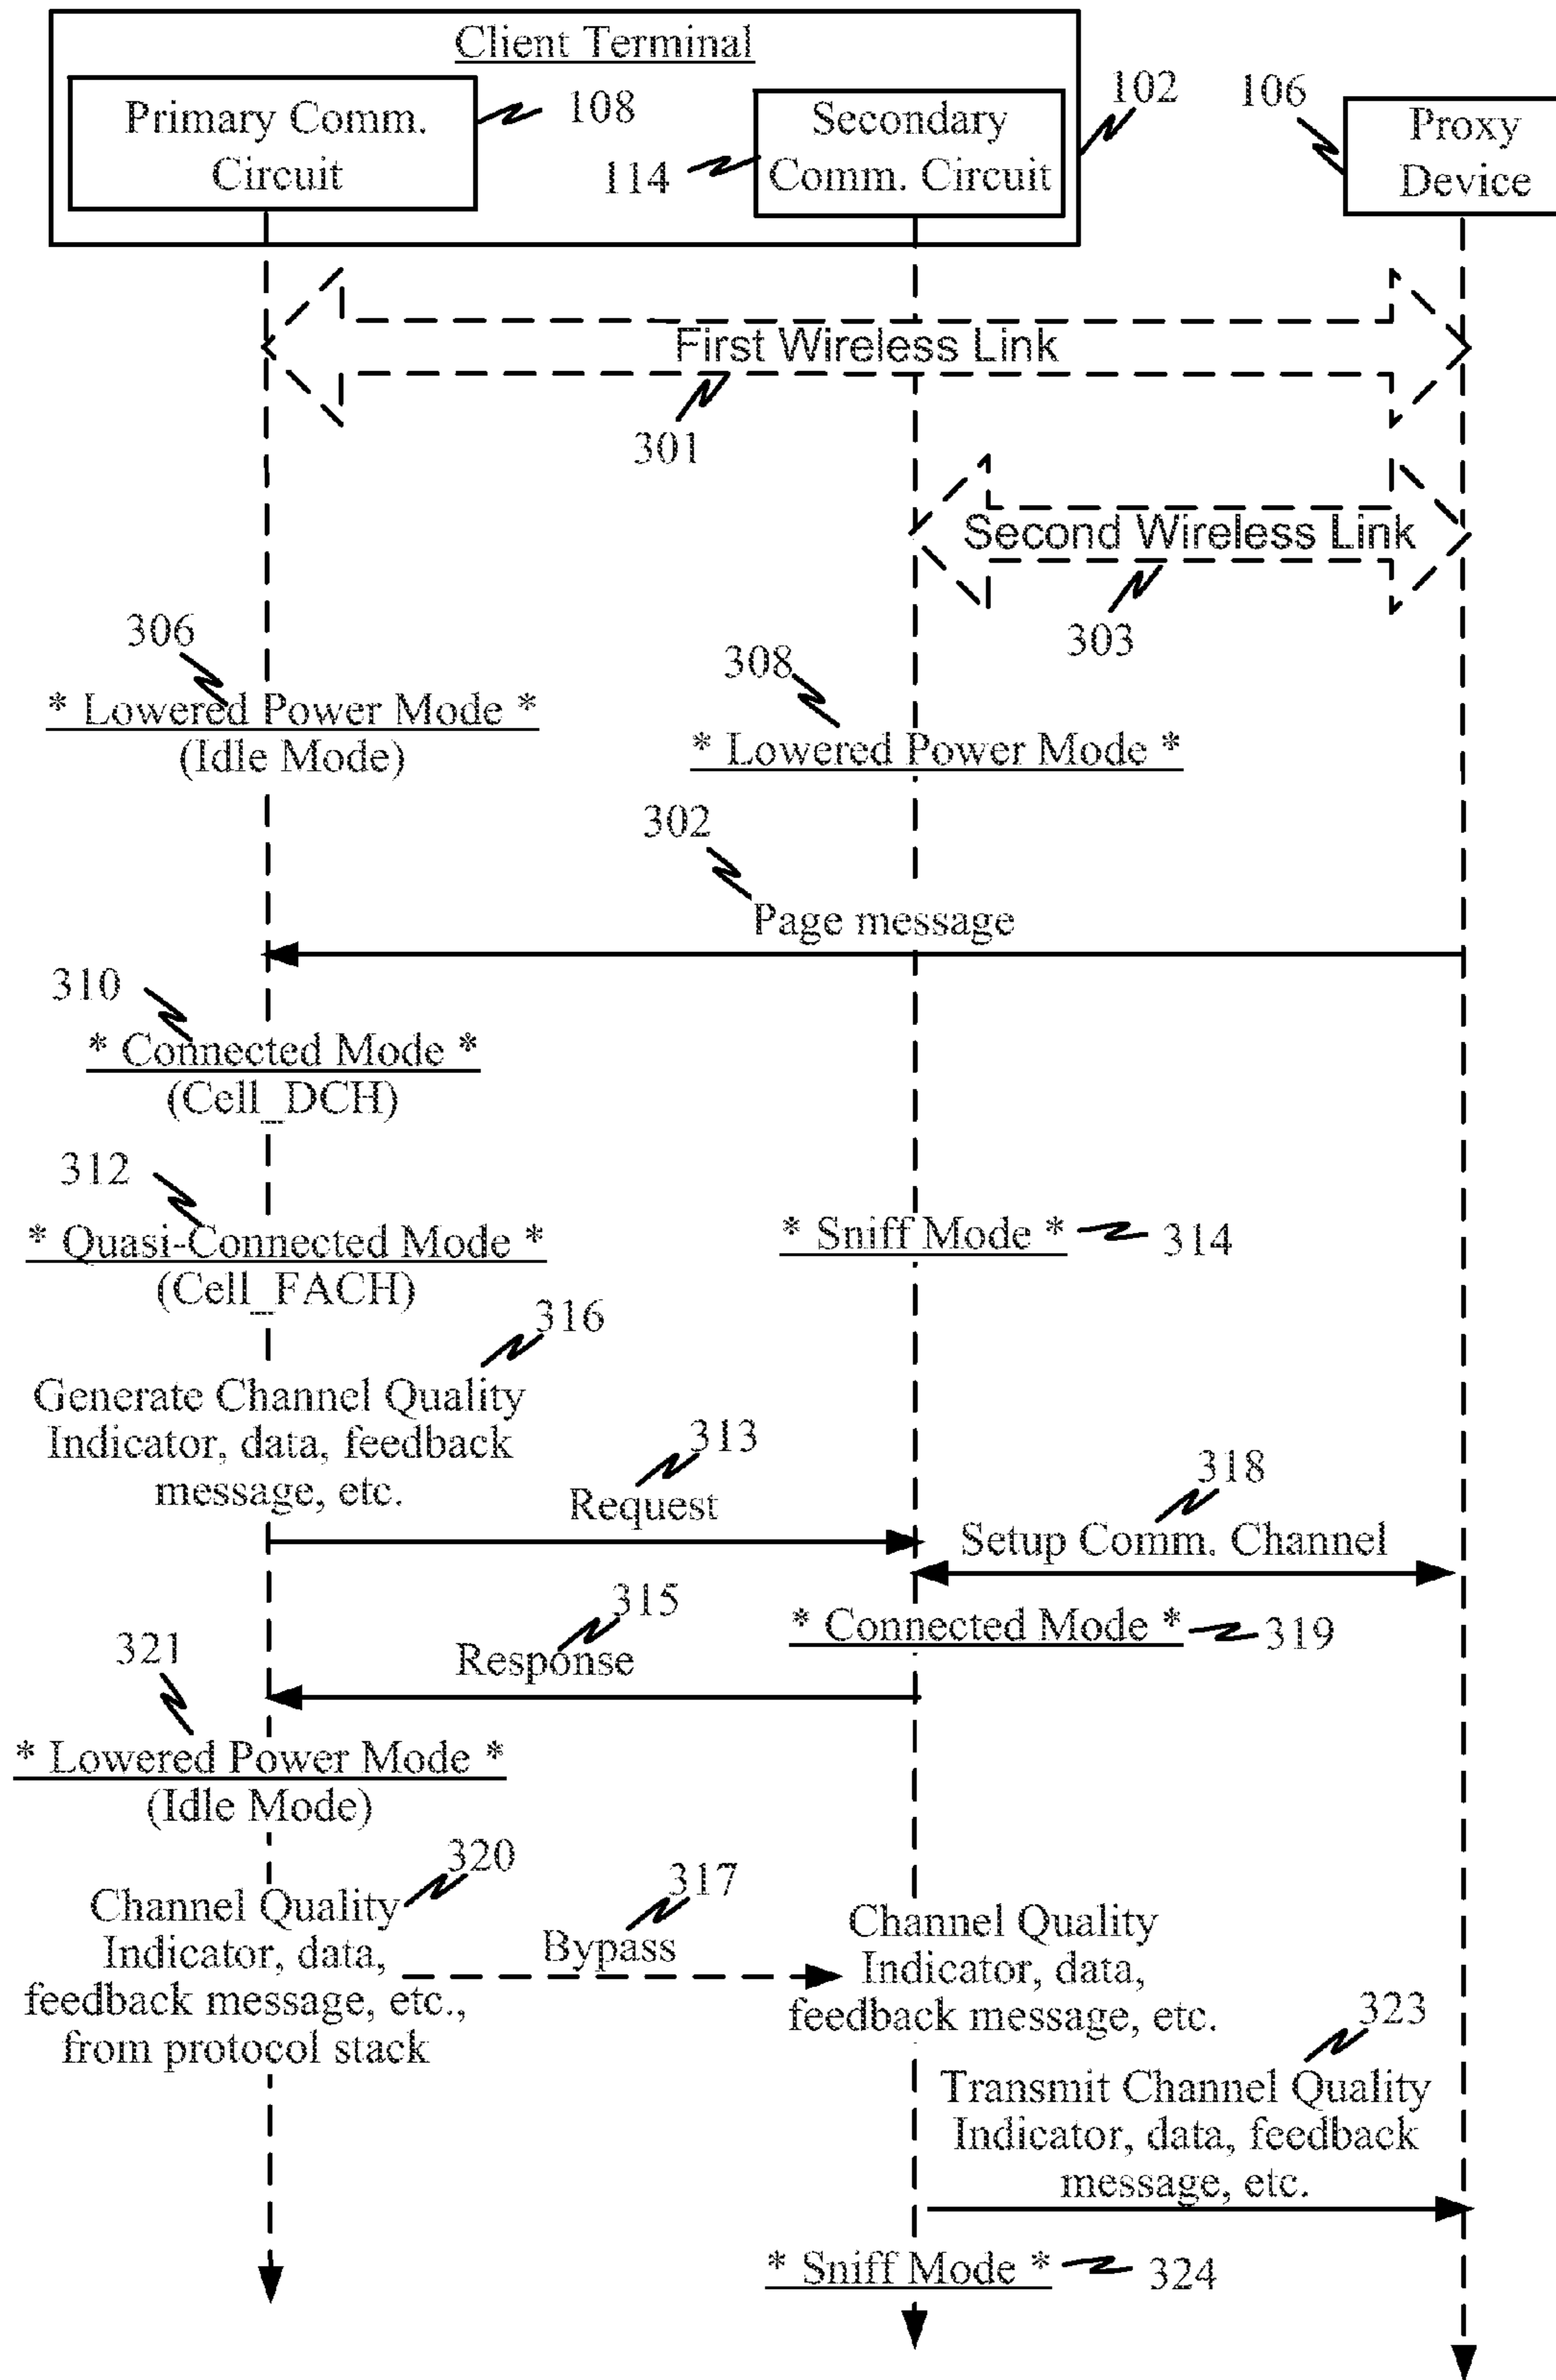 Client Terminal
Primary Comm.
Circuit
108
114
Secondary
Comm. Circuit
102
106
Proxy
Device
First Wireless Link
301
Second Wireless Link
303
306
* Lowered Power Mode *
(Idle Mode)
308
* Lowered Power Mode *
302
Page message
310
* Connected Mode *
(Cell_DCH)
312
* Quasi-Connected Mode *
(Cell_FACH)
* Sniff Mode *
314
316
Generate Channel Quality
Indicator, data, feedback
message, etc.
313
Request
318
Setup Comm. Channel
315
Response
* Connected Mode *
319
321
* Lowered Power Mode *
(Idle Mode)
320
Channel Quality
Indicator, data,
feedback message, etc.,
from protocol stack
317
Bypass
Channel Quality
Indicator, data,
feedback message, etc.
323
Transmit Channel Quality
Indicator, data, feedback
message, etc.
* Sniff Mode *
324